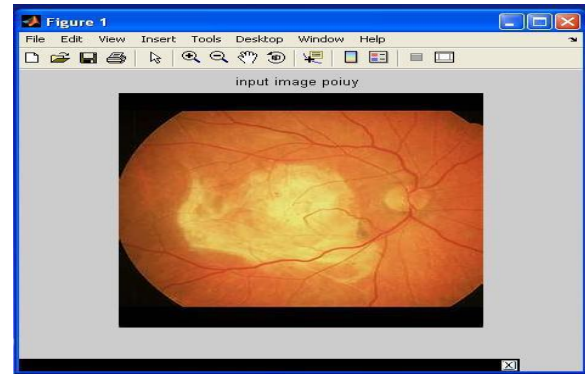 Figure 1
File Edit View Insert Tools Desktop Window Help
input image poiuy